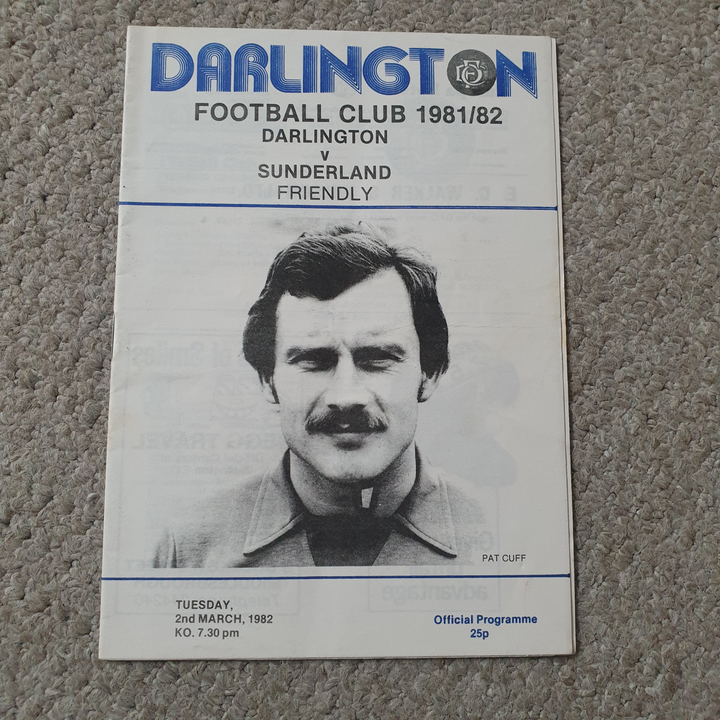 DARLINGTON
FOOTBALL CLUB 1981/82
DARLINGTON
v
SUNDERLAND
FRIENDLY
PAT CUFF
TUESDAY,
2nd MARCH, 1982
KO. 7.30 pm
Official Programme
25p